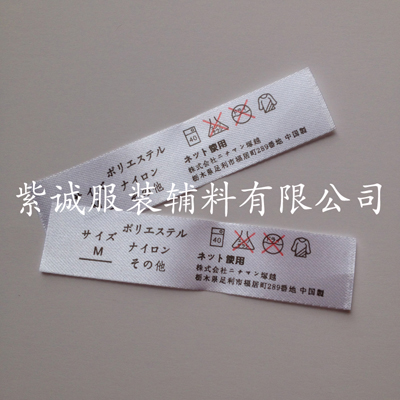 ポリエステル
ナイロン
その他
40
ネット使用
株式会社ニチマン塚越
栃木県足利市福居町289番地 中国製
紫诚服装辅料有限公司
サイズ
M
ポリエステル
ナイロン
その他
40
ネット使用
株式会社ニチマン塚越
栃木県足利市福居町289番地 中国製